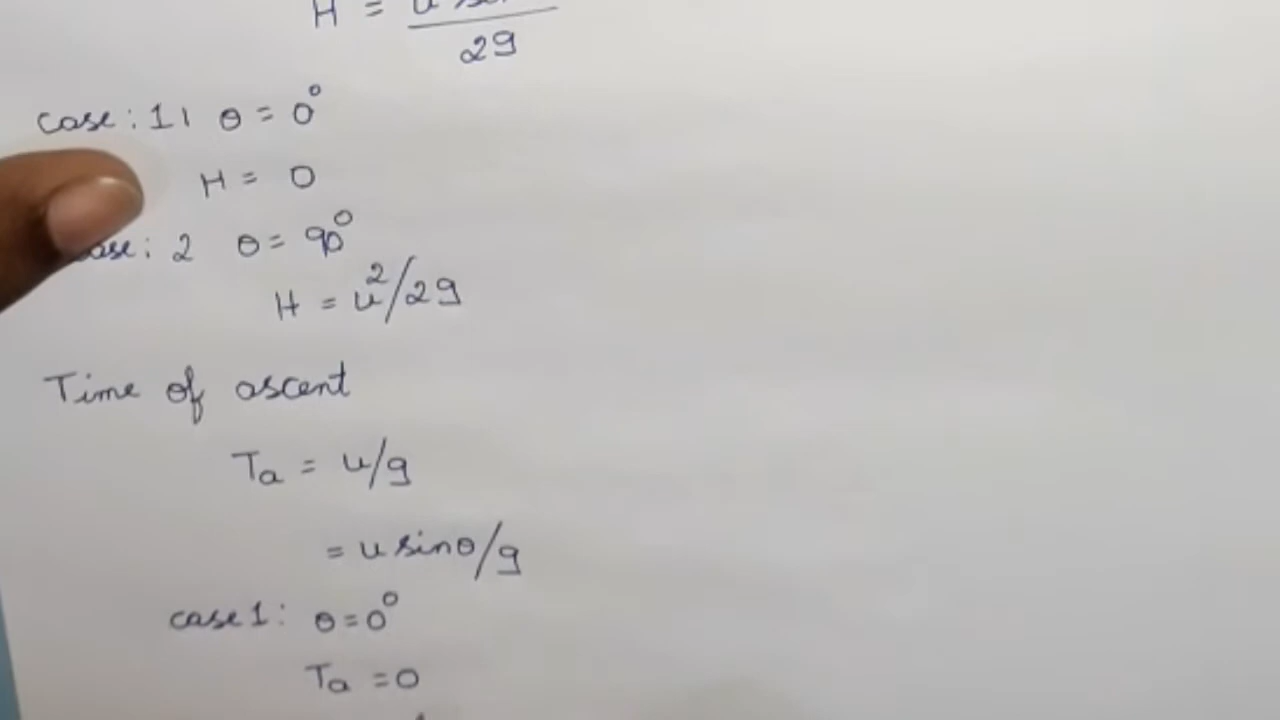 H =
2g
case: 1) θ = 0°
H = 0
case: 2 θ = 90°
H = u²/2g
Time of ascent
Ta = u/g
= u sinθ/g
case 1: θ = 0°
Ta = 0